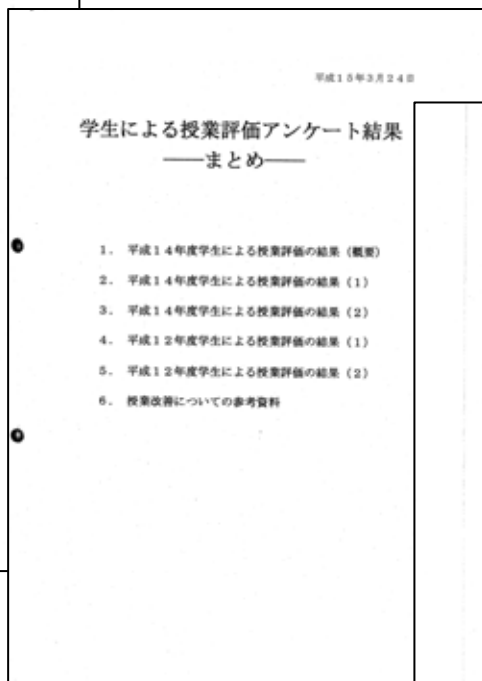 平成15年3月24日
学生による授業評価アンケート結果
――まとめ――
1. 平成14年度学生による授業評価の結果（概要）
2. 平成14年度学生による授業評価の結果（1）
3. 平成14年度学生による授業評価の結果（2）
4. 平成12年度学生による授業評価の結果（1）
5. 平成12年度学生による授業評価の結果（2）
6. 授業改善についての参考資料